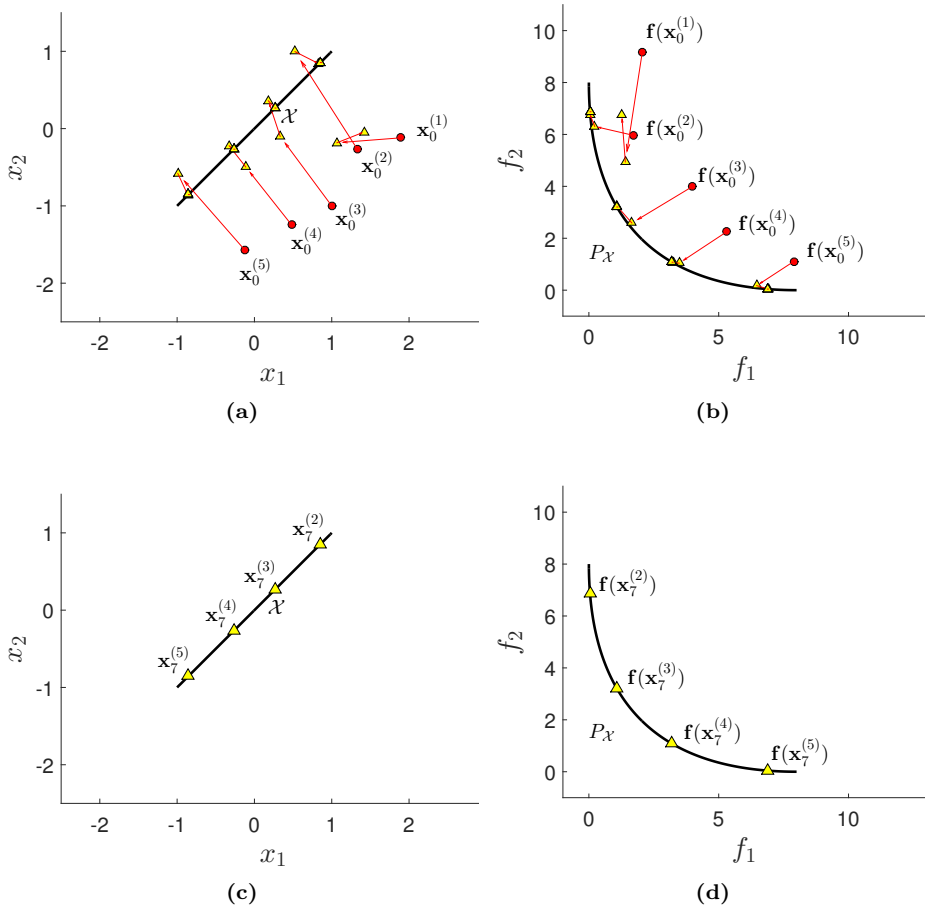 2
1
0
-1
-2
x₂
-2 -1 0 1 2
x₁
𝒳
x₀⁽¹⁾
x₀⁽²⁾
x₀⁽³⁾
x₀⁽⁴⁾
x₀⁽⁵⁾
(a)
10
8
6
4
2
0
f₂
0 5 10
f₁
f(x₀⁽¹⁾)
f(x₀⁽²⁾)
f(x₀⁽³⁾)
f(x₀⁽⁴⁾)
f(x₀⁽⁵⁾)
P𝒳
(b)
1
0
-1
-2
x₂
-2 -1 0 1 2
x₁
x₇⁽²⁾
x₇⁽³⁾
𝒳
x₇⁽⁴⁾
x₇⁽⁵⁾
(c)
10
8
6
4
2
0
f₂
0 5 10
f₁
f(x₇⁽²⁾)
f(x₇⁽³⁾)
P𝒳
f(x₇⁽⁴⁾)
f(x₇⁽⁵⁾)
(d)